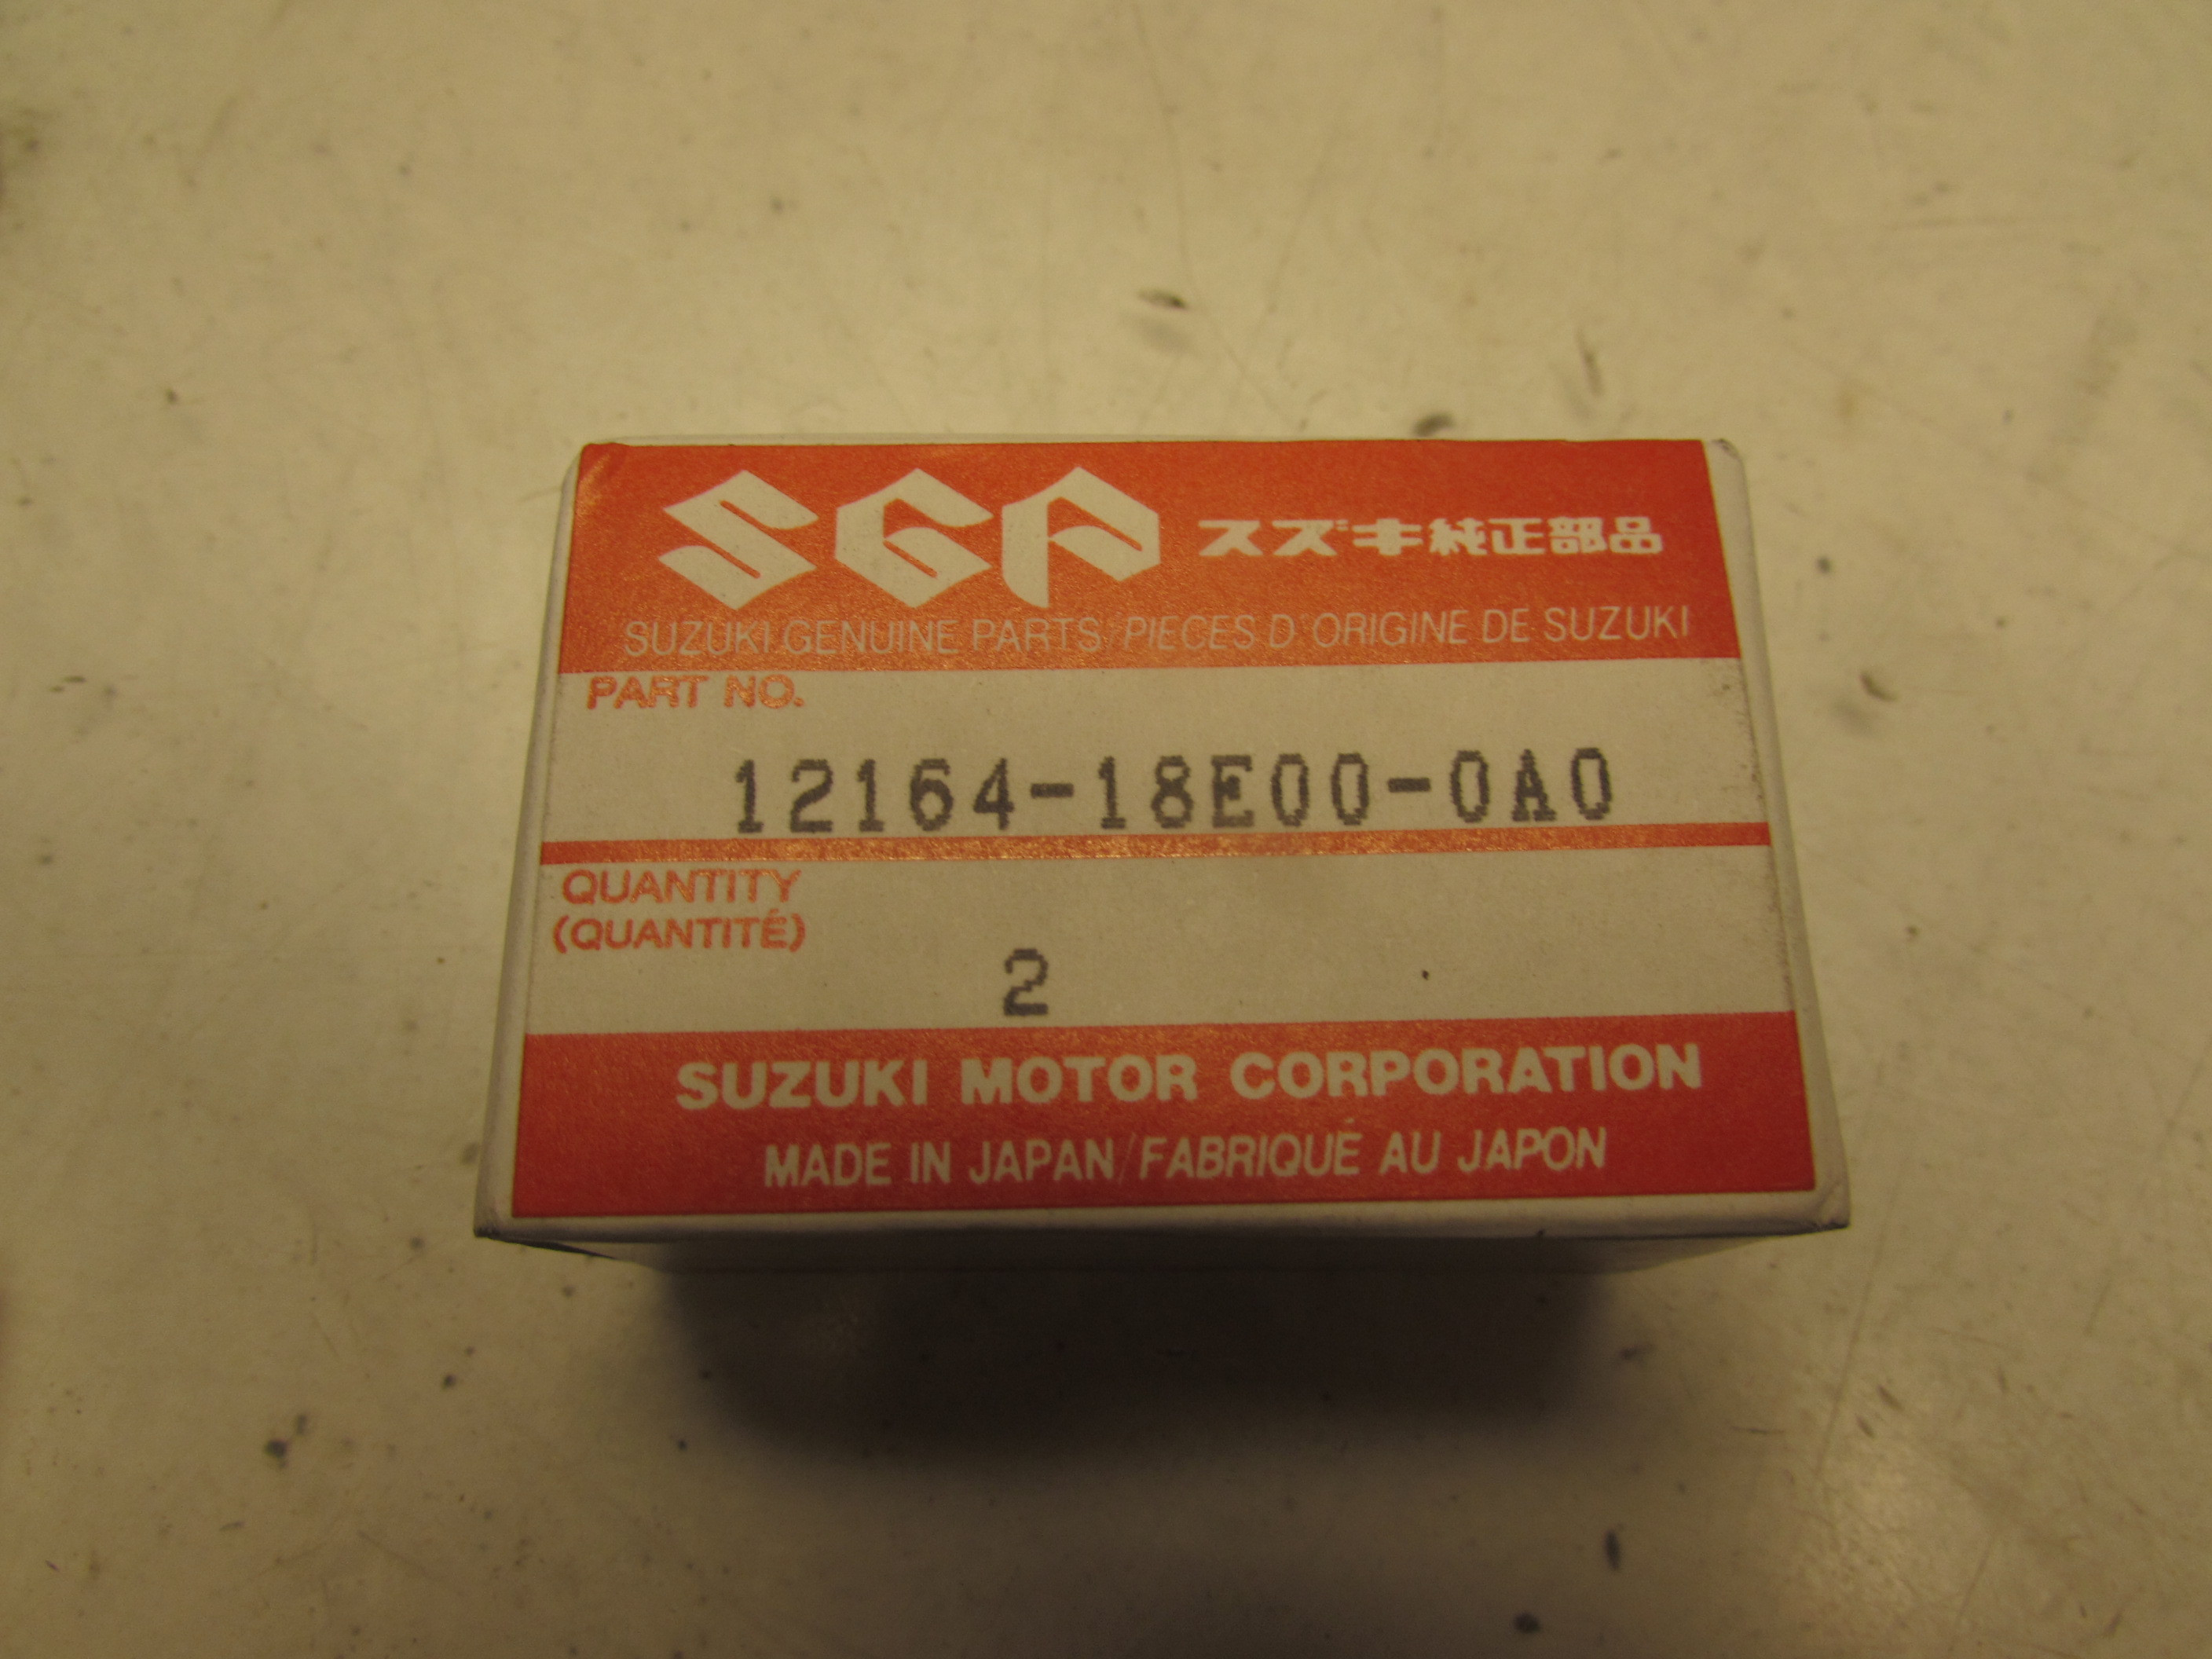 SGP スズキ純正部品
SUZUKI GENUINE PARTS/PIECES D'ORIGINE DE SUZUKI
PART NO.
12164-18E00-0A0
QUANTITY
(QUANTITÉ)
2
SUZUKI MOTOR CORPORATION
MADE IN JAPAN/FABRIQUÉ AU JAPON